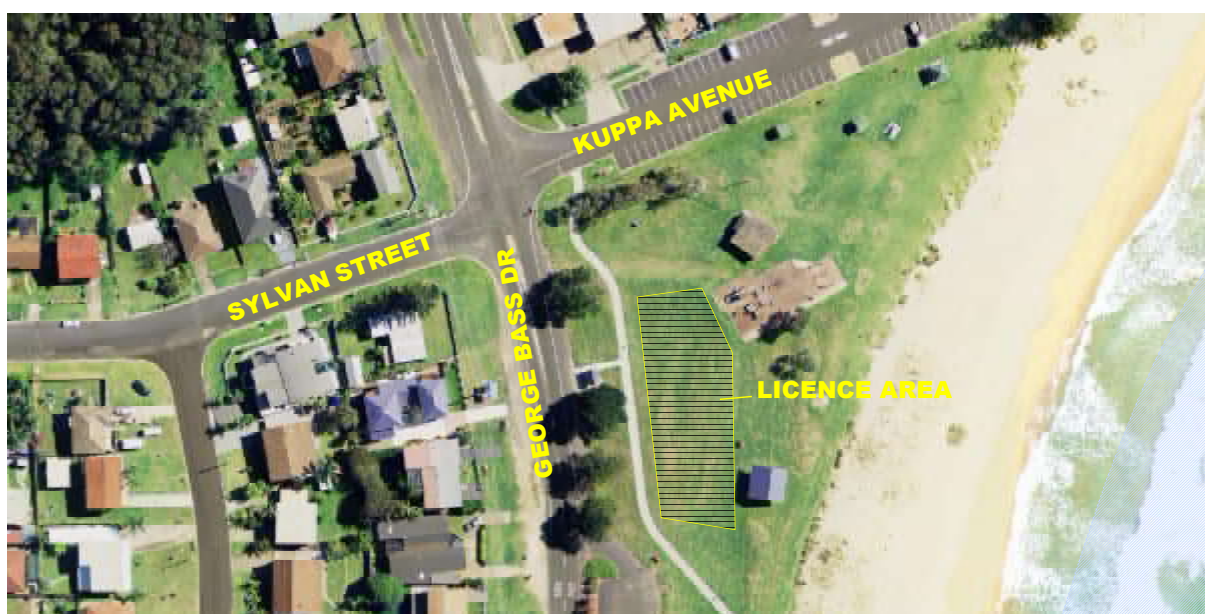 KUPPA AVENUE
SYLVAN STREET
GEORGE BASS DR
LICENCE AREA